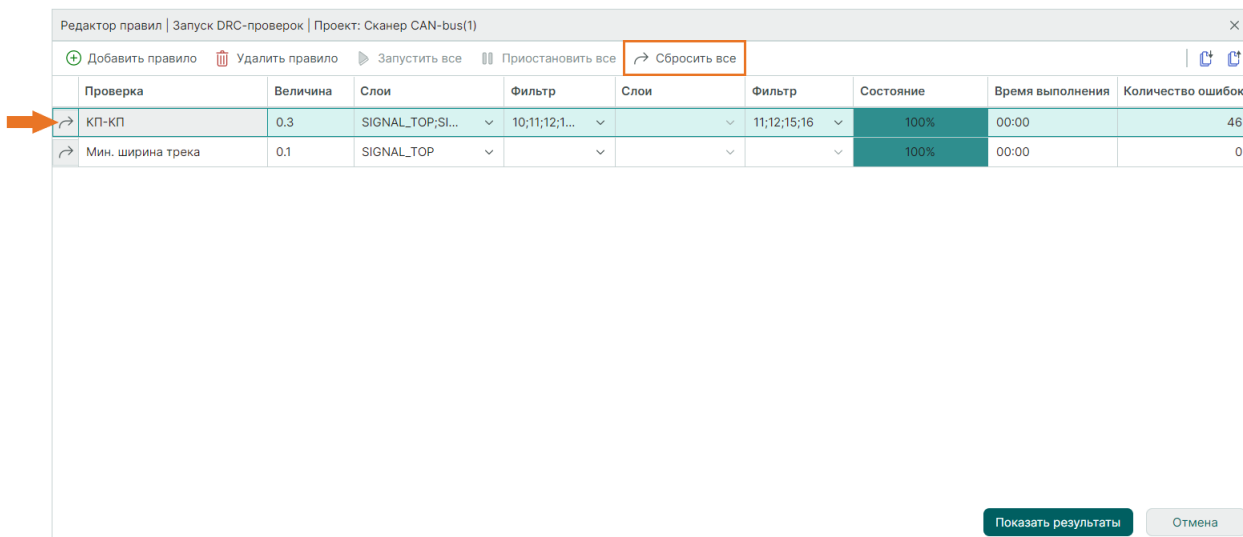 Редактор правил | Запуск DRC-проверок | Проект: Сканер CAN-bus(1)
Добавить правило Удалить правило Запустить все Приостановить все Сбросить все
Проверка Величина Слои Фильтр Слои Фильтр Состояние Время выполнения Количество ошибок
КП-КП 0.3 SIGNAL_TOP;SI... 10;11;12;1... 11;12;15;16 100% 00:00 46
Мин. ширина трека 0.1 SIGNAL_TOP 100% 00:00 0
Показать результаты Отмена